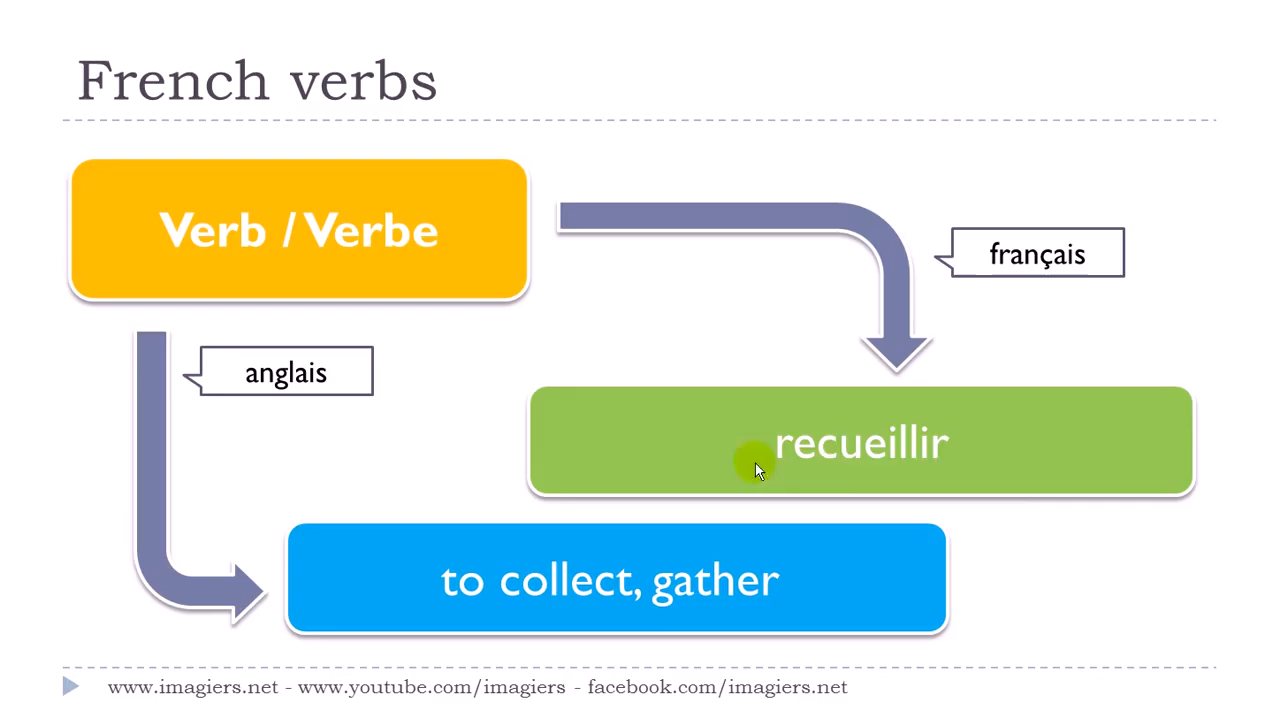 French verbs
Verb / Verbe
français
anglais
recueillir
to collect, gather
www.imagiers.net - www.youtube.com/imagiers - facebook.com/imagiers.net